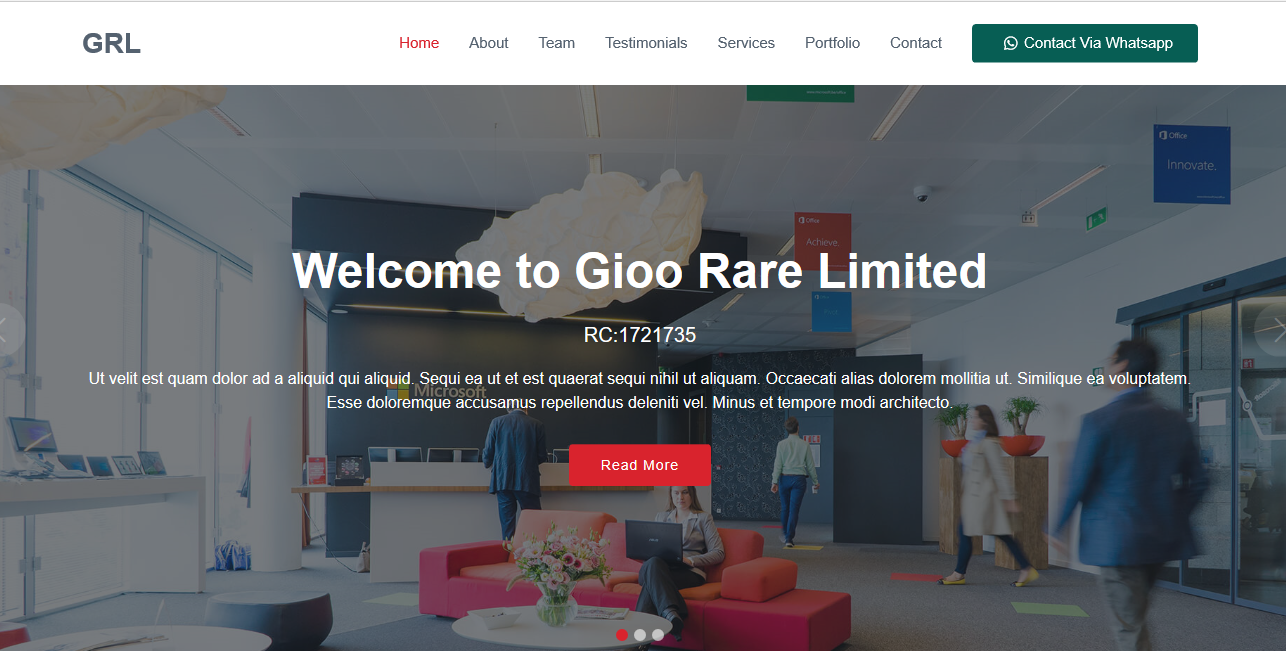 GRL
Home About Team Testimonials Services Portfolio Contact Contact Via Whatsapp
Office
Innovate.
Office
Achieve.
Welcome to Gioo Rare Limited
RC:1721735
Ut velit est quam dolor ad a aliquid qui aliquid. Sequi ea ut et est quaerat sequi nihil ut aliquam. Occaecati alias dolorem mollitia ut. Similique ea voluptatem.
Microsoft
Esse doloremque accusamus repellendus deleniti vel. Minus et tempore modi architecto.
Read More